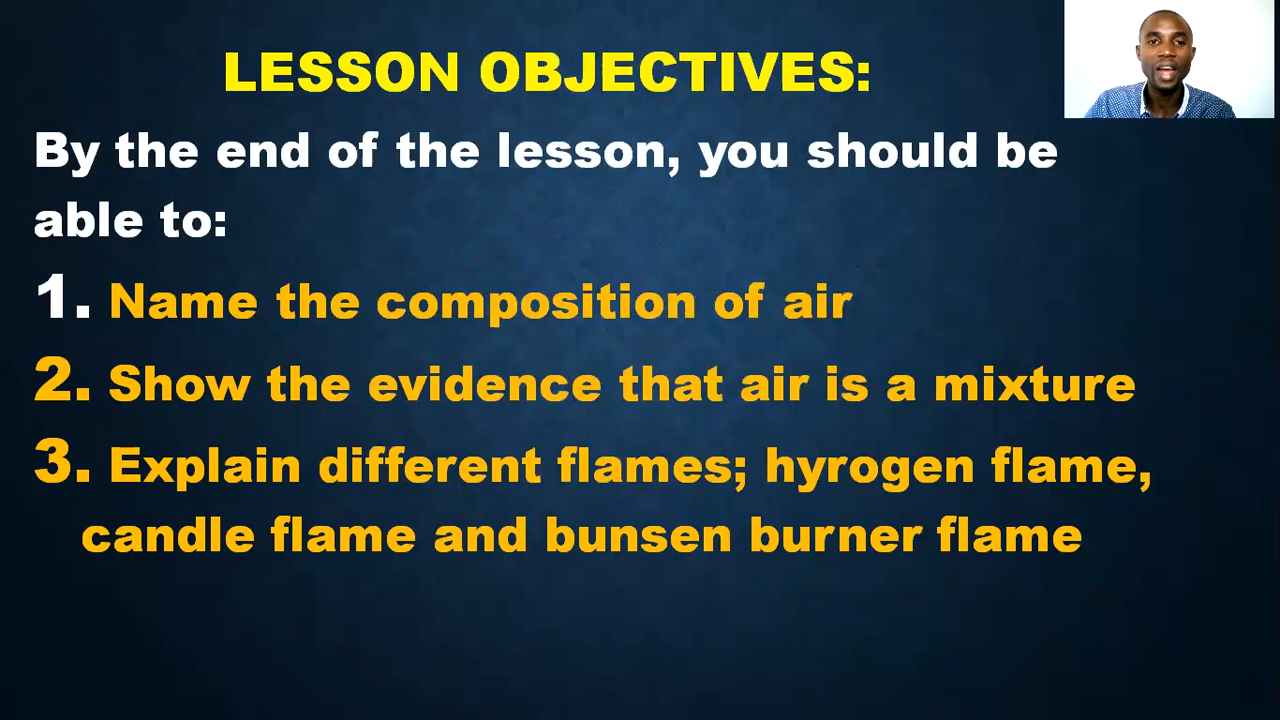 LESSON OBJECTIVES:
By the end of the lesson, you should be
able to:
1. Name the composition of air
2. Show the evidence that air is a mixture
3. Explain different flames; hyrogen flame,
candle flame and bunsen burner flame